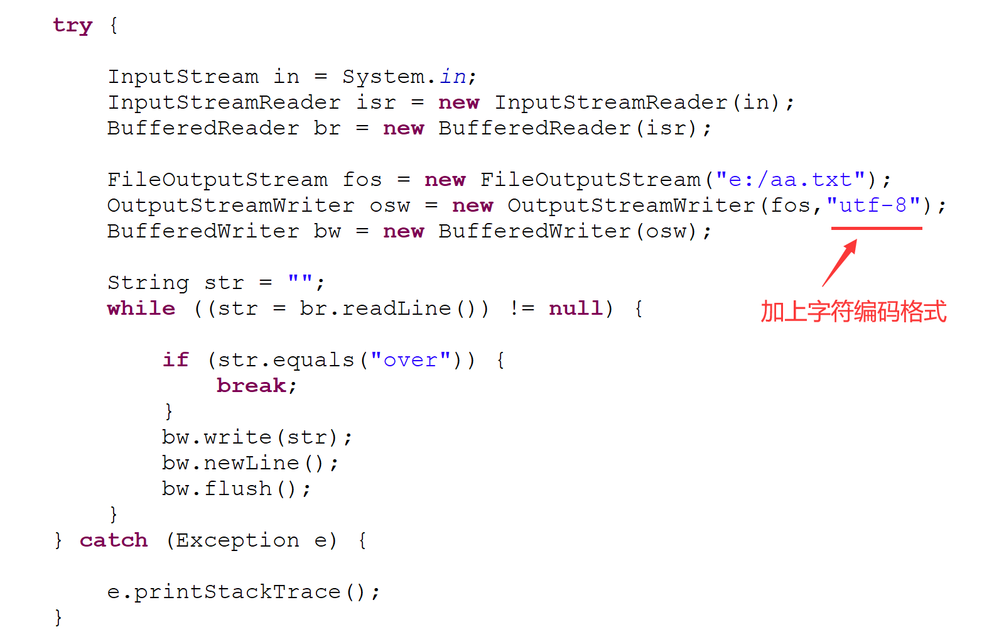 try {
InputStream in = System.in;
InputStreamReader isr = new InputStreamReader(in);
BufferedReader br = new BufferedReader(isr);
FileOutputStream fos = new FileOutputStream("e:/aa.txt");
OutputStreamWriter osw = new OutputStreamWriter(fos,"utf-8");
BufferedWriter bw = new BufferedWriter(osw);
String str = "";
while ((str = br.readLine()) != null) {
加上字符编码格式
if (str.equals("over")) {
break;
}
bw.write(str);
bw.newLine();
bw.flush();
}
} catch (Exception e) {
e.printStackTrace();
}